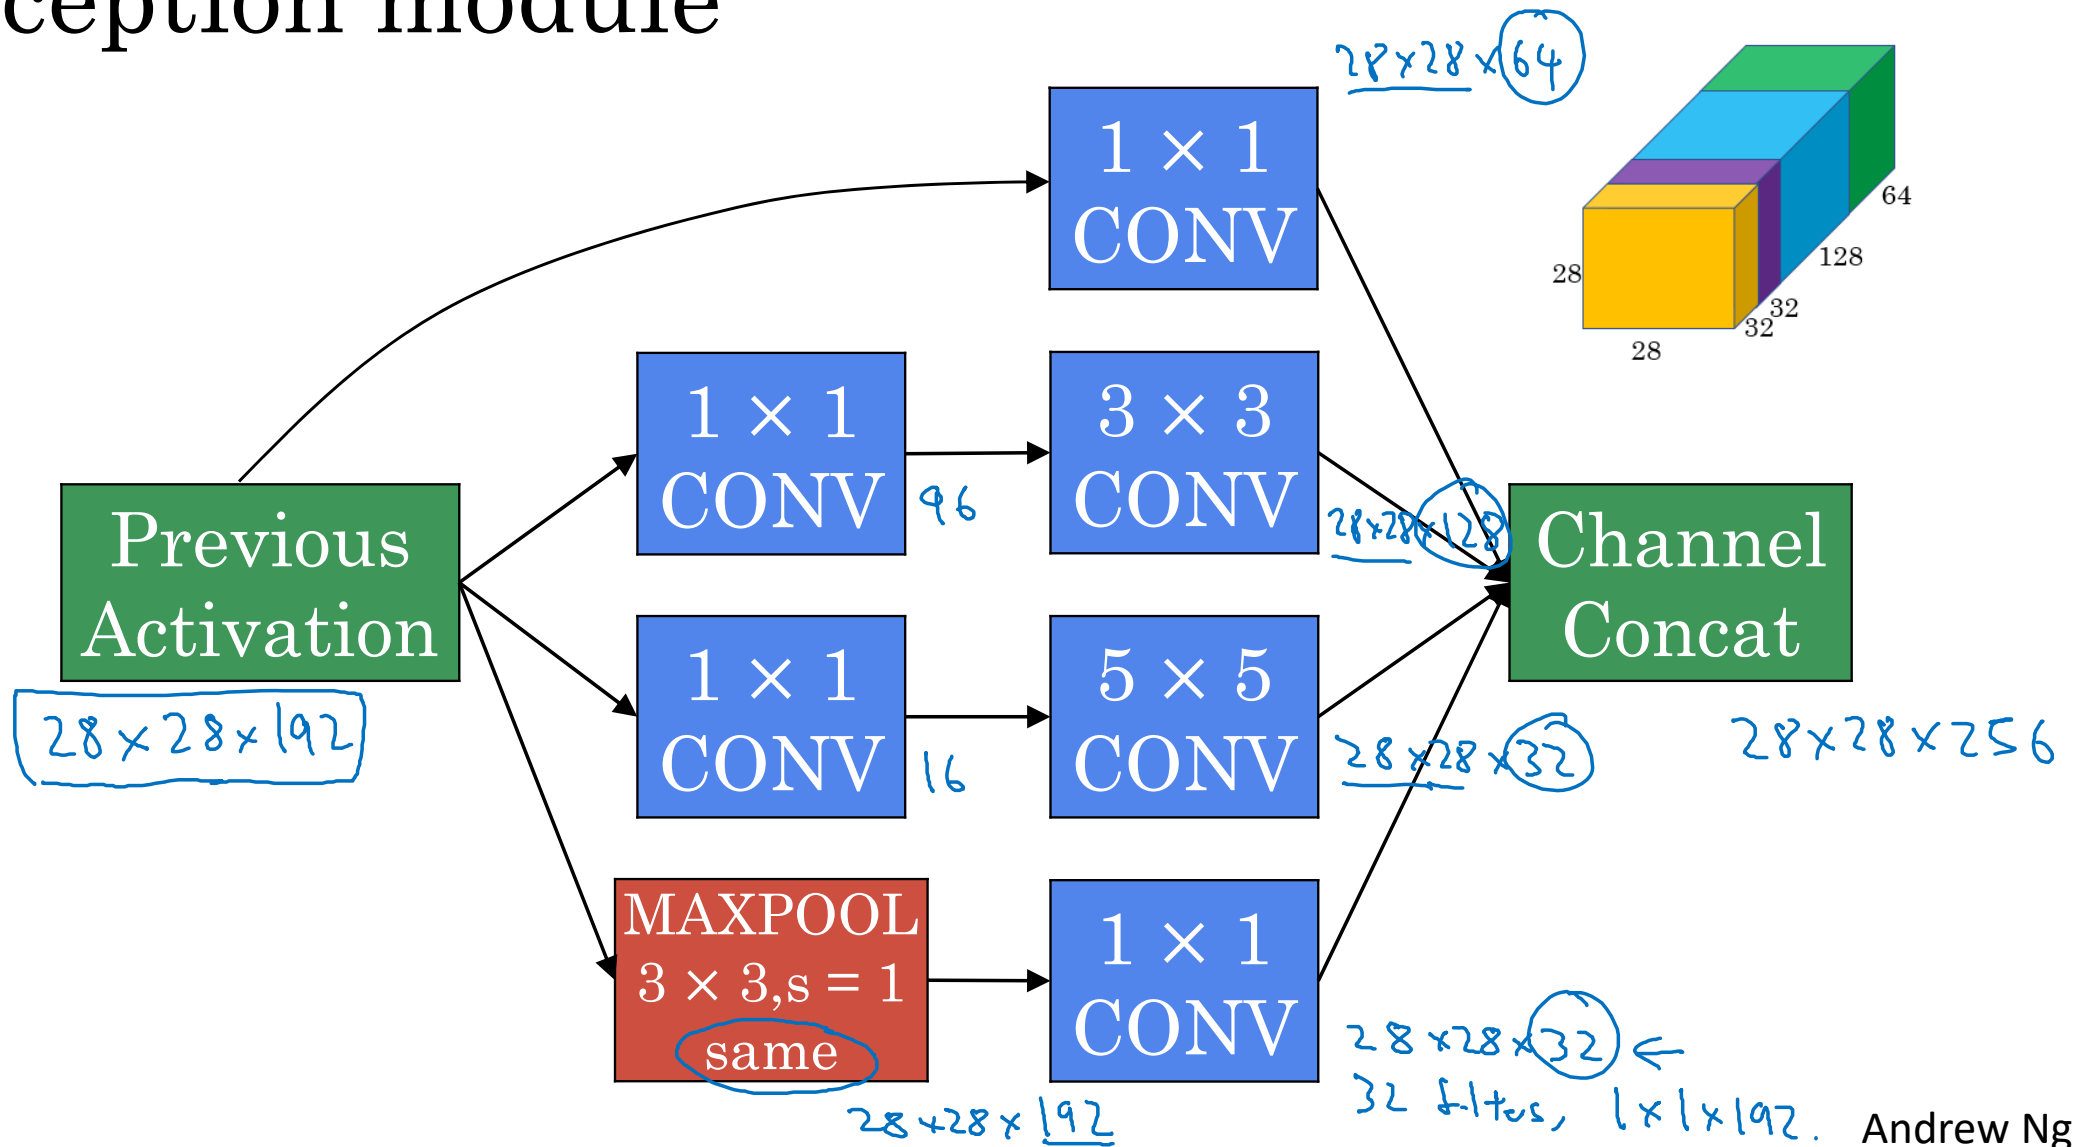 ception module
28×28×64
1 × 1
CONV
64
128
28
32
32
28
1 × 1
CONV
96
3 × 3
CONV
28×28×128
Previous
Activation
28×28×192
Channel
Concat
28×28×256
1 × 1
CONV
16
5 × 5
CONV
28×28×32
MAXPOOL
3 × 3,s = 1
same
28×28×192
1 × 1
CONV
28×28×32 ←
32 filters, 1×1×192.
Andrew Ng